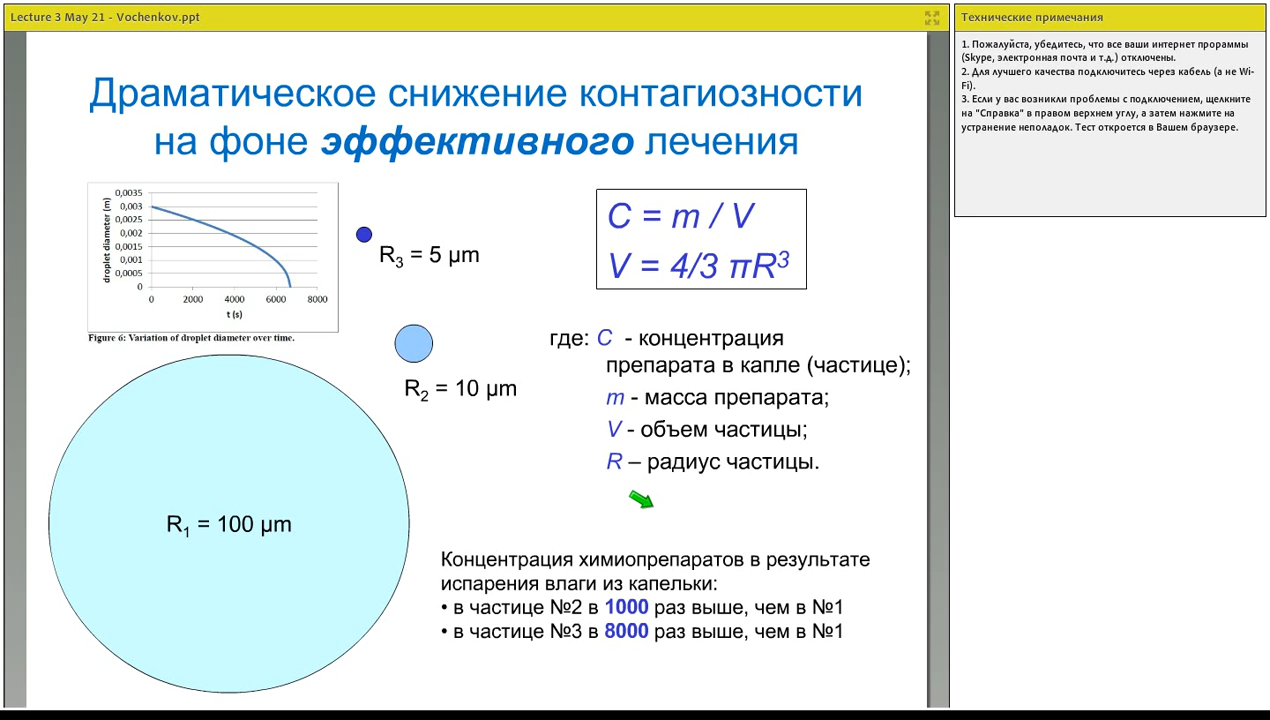 Lecture 3 May 21 - Vochenkov.ppt
Драматическое снижение контагиозности
на фоне эффективного лечения
droplet diameter (m)
0,0035
0,003
0,0025
0,002
0,0015
0,001
0,0005
0
0 2000 4000 6000 8000
t (s)
Figure 6: Variation of droplet diameter over time.
R3 = 5 µm
R2 = 10 µm
R1 = 100 µm
C = m / V
V = 4/3 πR³
где: C - концентрация
препарата в капле (частице);
m - масса препарата;
V - объем частицы;
R – радиус частицы.
Концентрация химиопрепаратов в результате
испарения влаги из капельки:
• в частице №2 в 1000 раз выше, чем в №1
• в частице №3 в 8000 раз выше, чем в №1
Технические примечания
1. Пожалуйста, убедитесь, что все ваши интернет прораммы
(Skype, электронная почта и т.д.) отключены.
2. Для лучшего качества подключитесь через кабель (а не Wi-
Fi).
3. Если у вас возникли проблемы с подключением, щелкните
на "Справка" в правом верхнем углу, а затем нажмите на
устранение неполадок. Тест откроется в Вашем браузере.